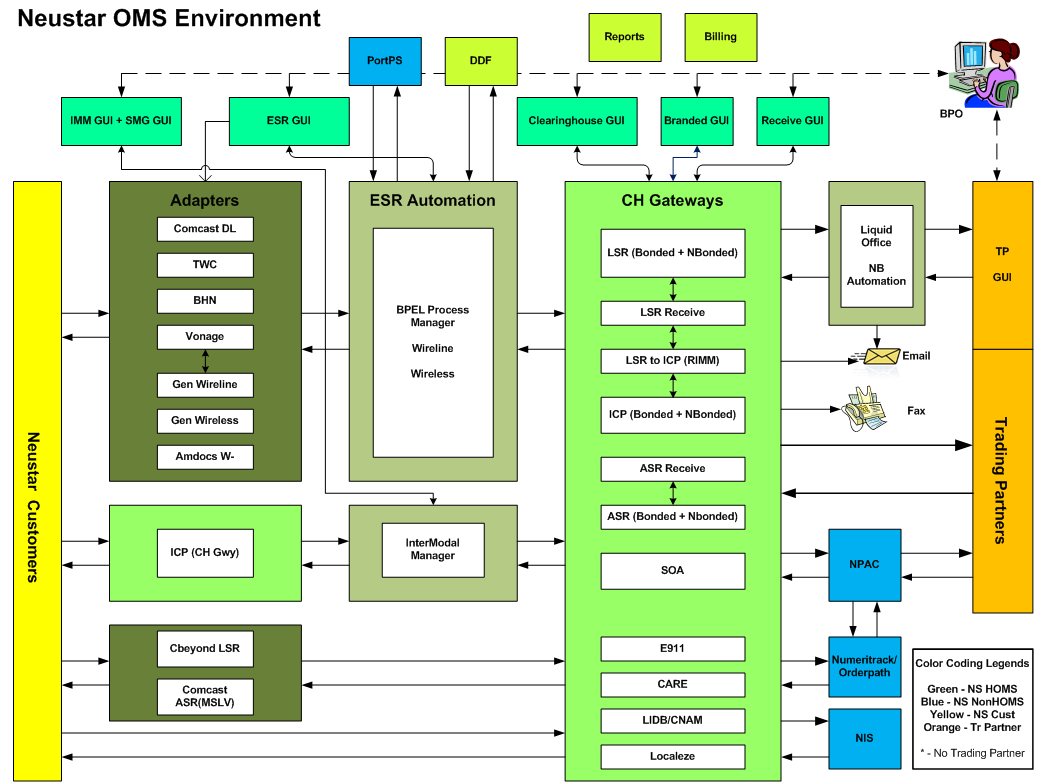 Neustar OMS Environment
Reports
Billing
PortPS
DDF
BPO
IMM GUI + SMG GUI
ESR GUI
Clearinghouse GUI
Branded GUI
Receive GUI
Neustar Customers
Adapters
Comcast DL
TWC
BHN
Vonage
Gen Wireline
Gen Wireless
Amdocs W-
ESR Automation
BPEL Process
Manager
Wireline
Wireless
CH Gateways
LSR (Bonded + NBonded)
LSR Receive
LSR to ICP (RIMM)
ICP (Bonded + NBonded)
ASR Receive
ASR (Bonded + Nbonded)
SOA
E911
CARE
LIDB/CNAM
Localeze
Liquid
Office
NB
Automation
TP
GUI
Email
Fax
Trading Partners
ICP (CH Gwy)
InterModal
Manager
NPAC
Cbeyond LSR
Comcast
ASR(MSLV)
Numeritrack/
Orderpath
NIS
Color Coding Legends
Green - NS HOMS
Blue - NS NonHOMS
Yellow - NS Cust
Orange - Tr Partner
* - No Trading Partner